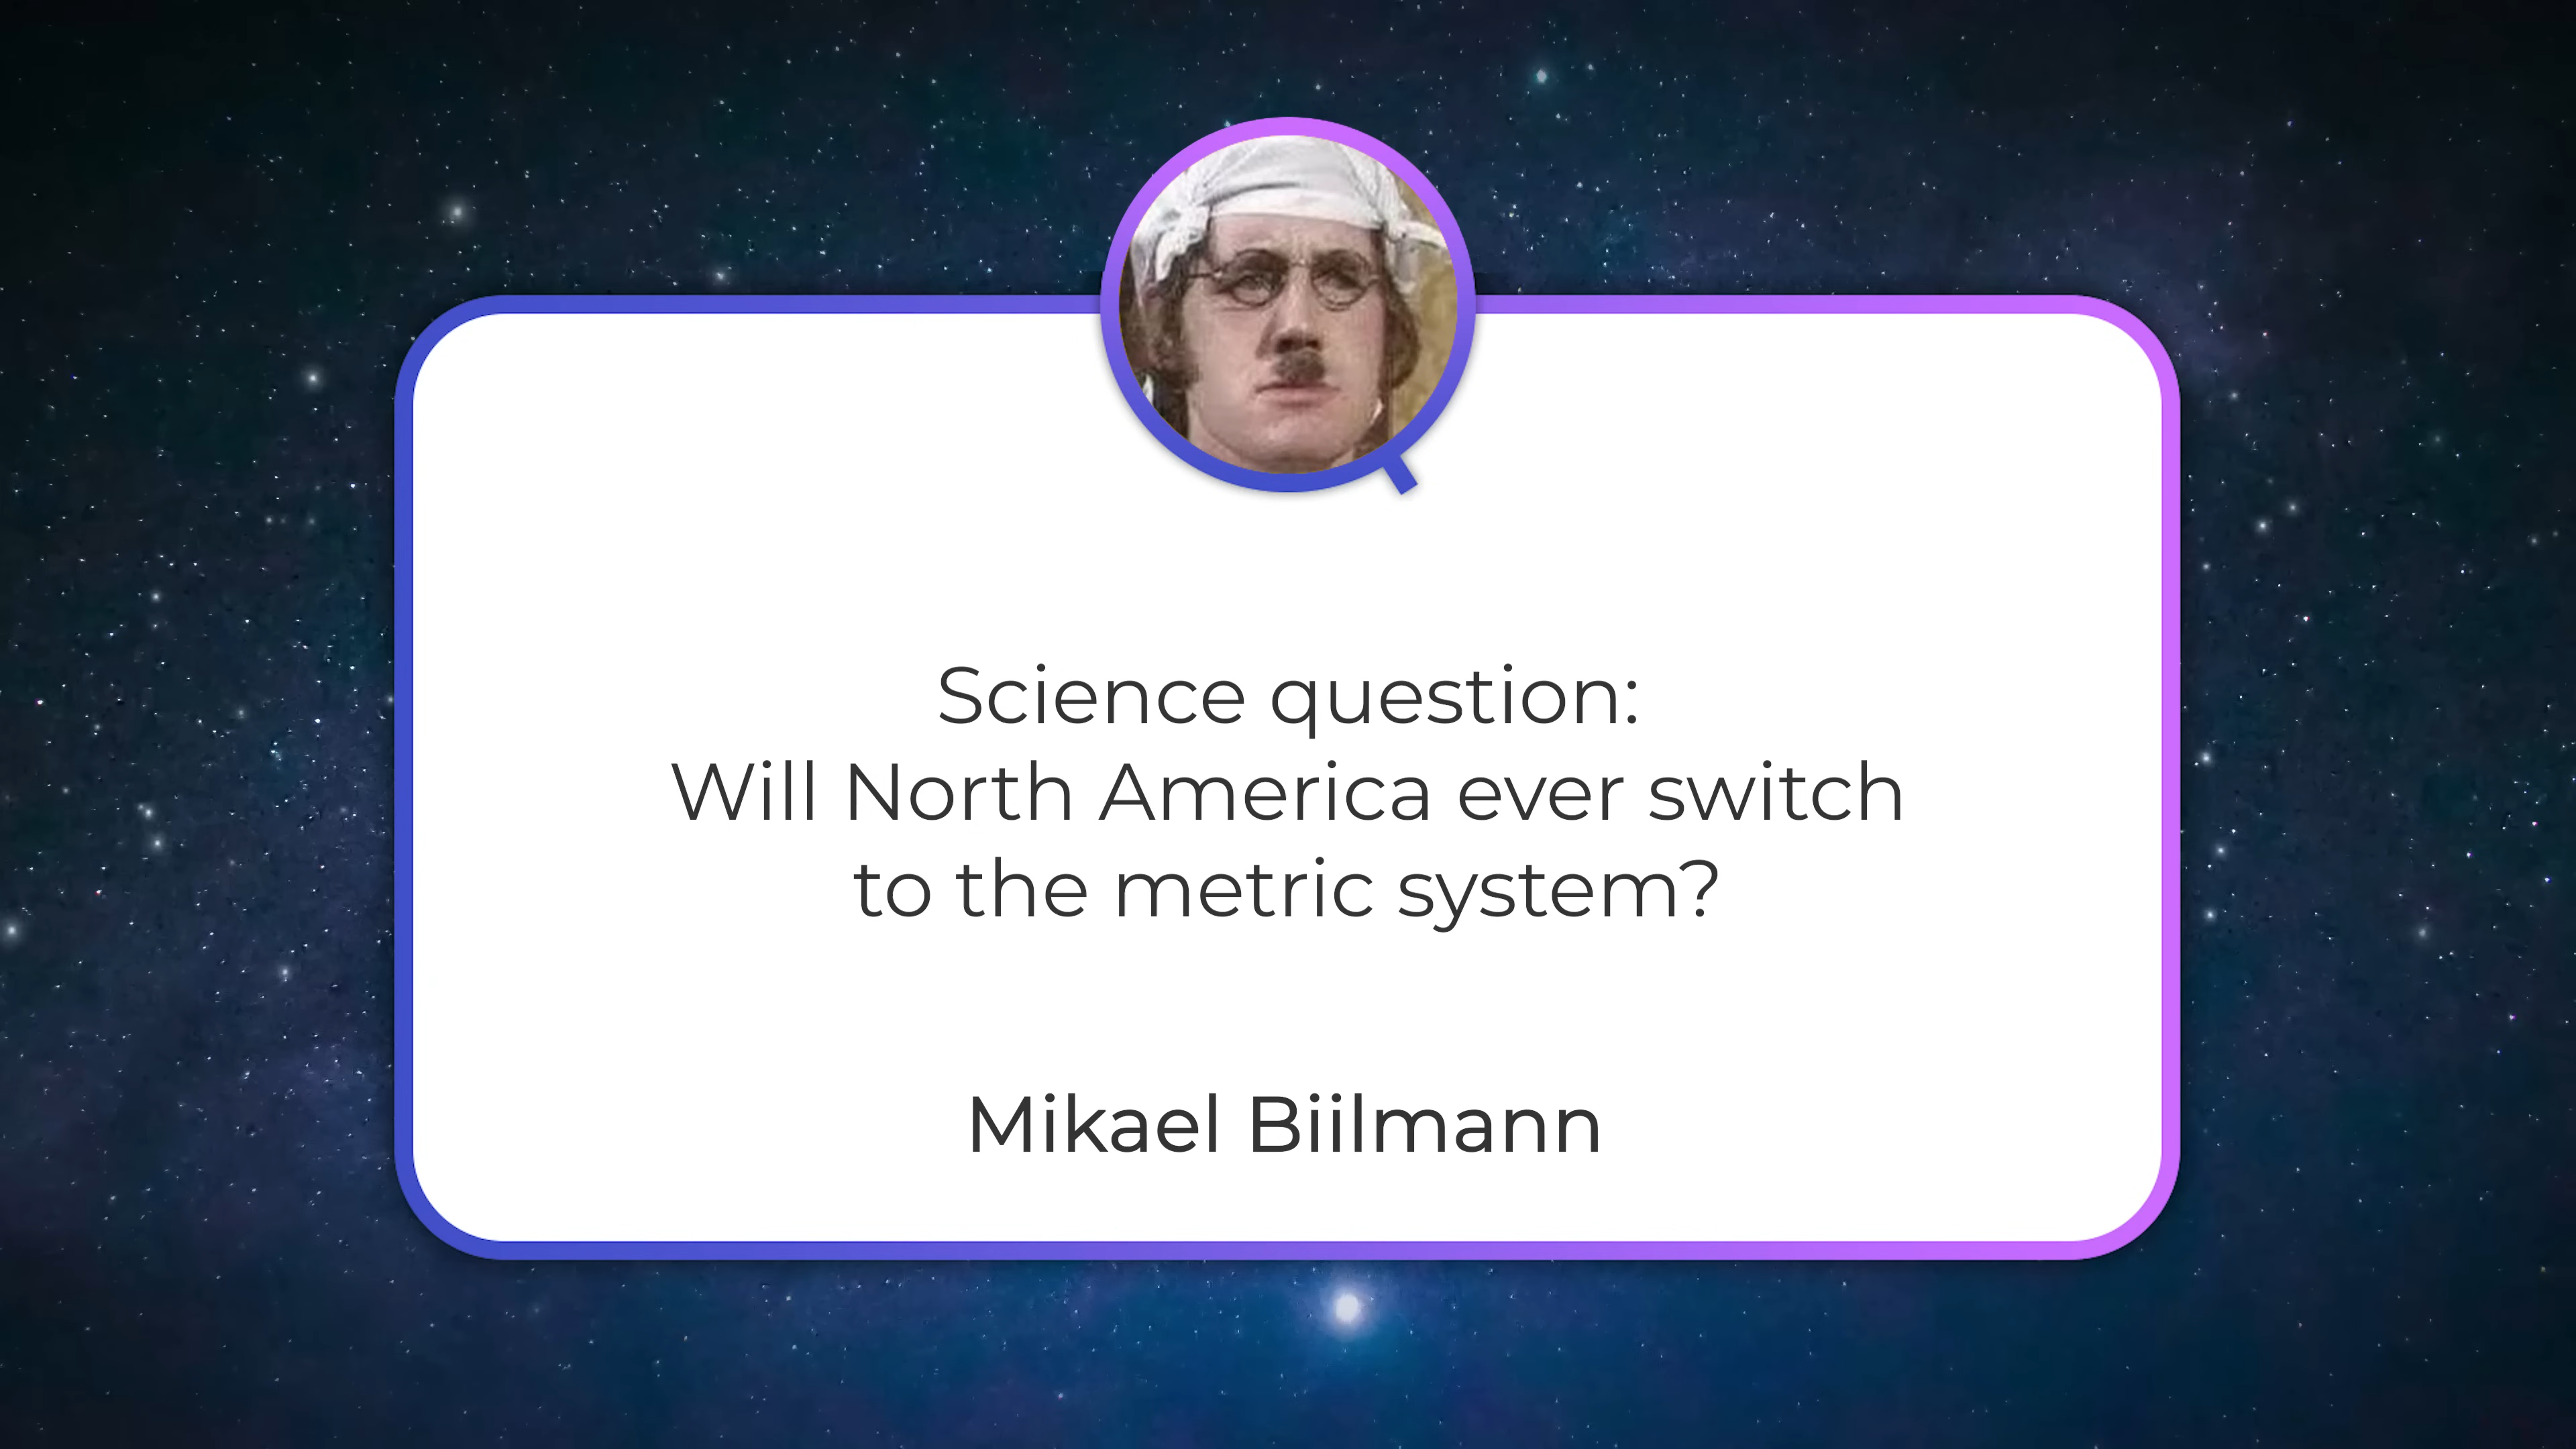 Science question:
Will North America ever switch
to the metric system?
Mikael Biilmann